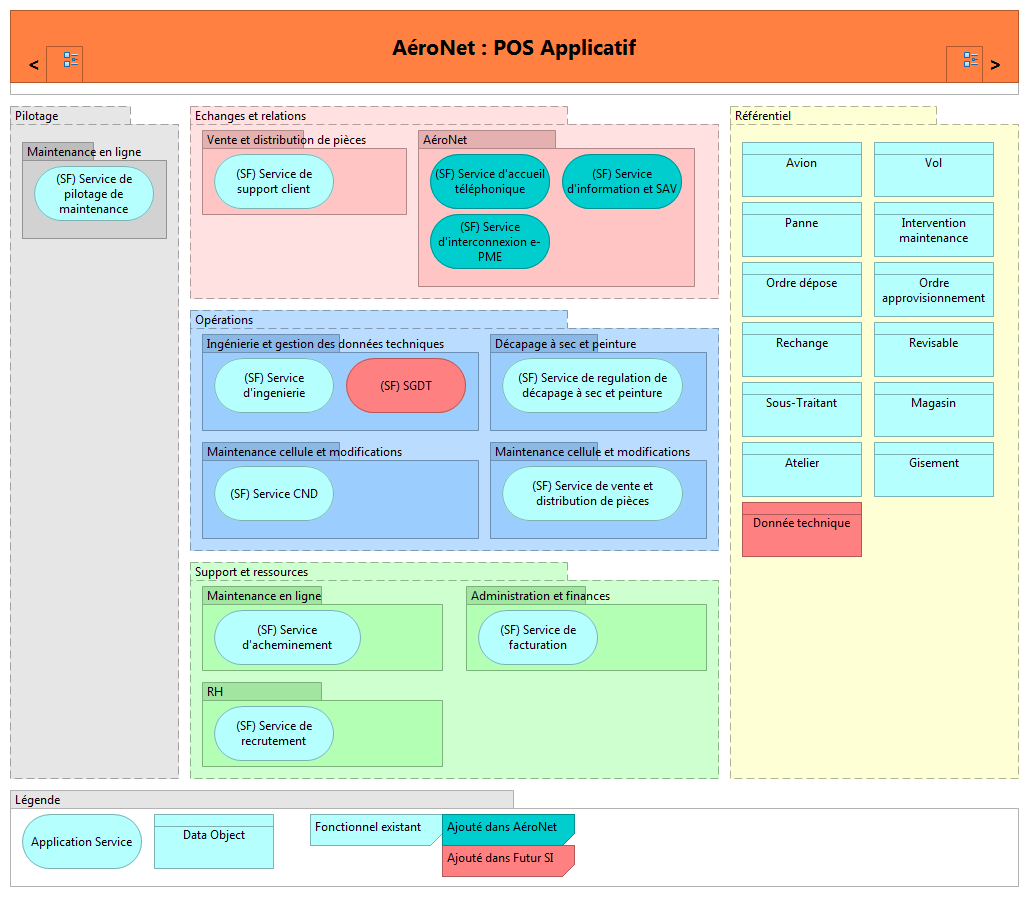 AéroNet : POS Applicatif
<
>
Pilotage
Maintenance en ligne
(SF) Service de
pilotage de
maintenance
Echanges et relations
Vente et distribution de pièces
(SF) Service de
support client
AéroNet
(SF) Service d'accueil
téléphonique
(SF) Service
d'information et SAV
(SF) Service
d'interconnexion e-
PME
Opérations
Ingénierie et gestion des données techniques
(SF) Service
d'ingenierie
(SF) SGDT
Décapage à sec et peinture
(SF) Service de regulation de
décapage à sec et peinture
Maintenance cellule et modifications
(SF) Service CND
Maintenance cellule et modifications
(SF) Service de vente et
distribution de pièces
Support et ressources
Maintenance en ligne
(SF) Service
d'acheminement
Administration et finances
(SF) Service de
facturation
RH
(SF) Service de
recrutement
Référentiel
Avion
Vol
Panne
Intervention
maintenance
Ordre dépose
Ordre
approvisionnement
Rechange
Revisable
Sous-Traitant
Magasin
Atelier
Gisement
Donnée technique
Légende
Application Service
Data Object
Fonctionnel existant
Ajouté dans AéroNet
Ajouté dans Futur SI